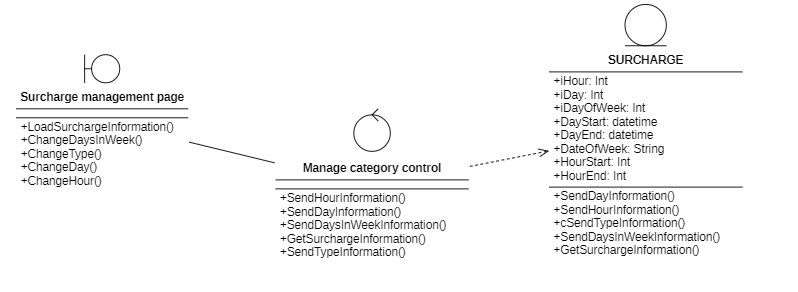 Surcharge management page
+LoadSurchargeInformation()
+ChangeDaysInWeek()
+ChangeType()
+ChangeDay()
+ChangeHour()
Manage category control
+SendHourInformation()
+SendDayInformation()
+SendDaysInWeekInformation()
+GetSurchargeInformation()
+SendTypeInformation()
SURCHARGE
+iHour: Int
+iDay: Int
+iDayOfWeek: Int
+DayStart: datetime
+DayEnd: datetime
+DateOfWeek: String
+HourStart: Int
+HourEnd: Int
+SendDayInformation()
+SendHourInformation()
+cSendTypeInformation()
+SendDaysInWeekInformation()
+GetSurchargeInformation()